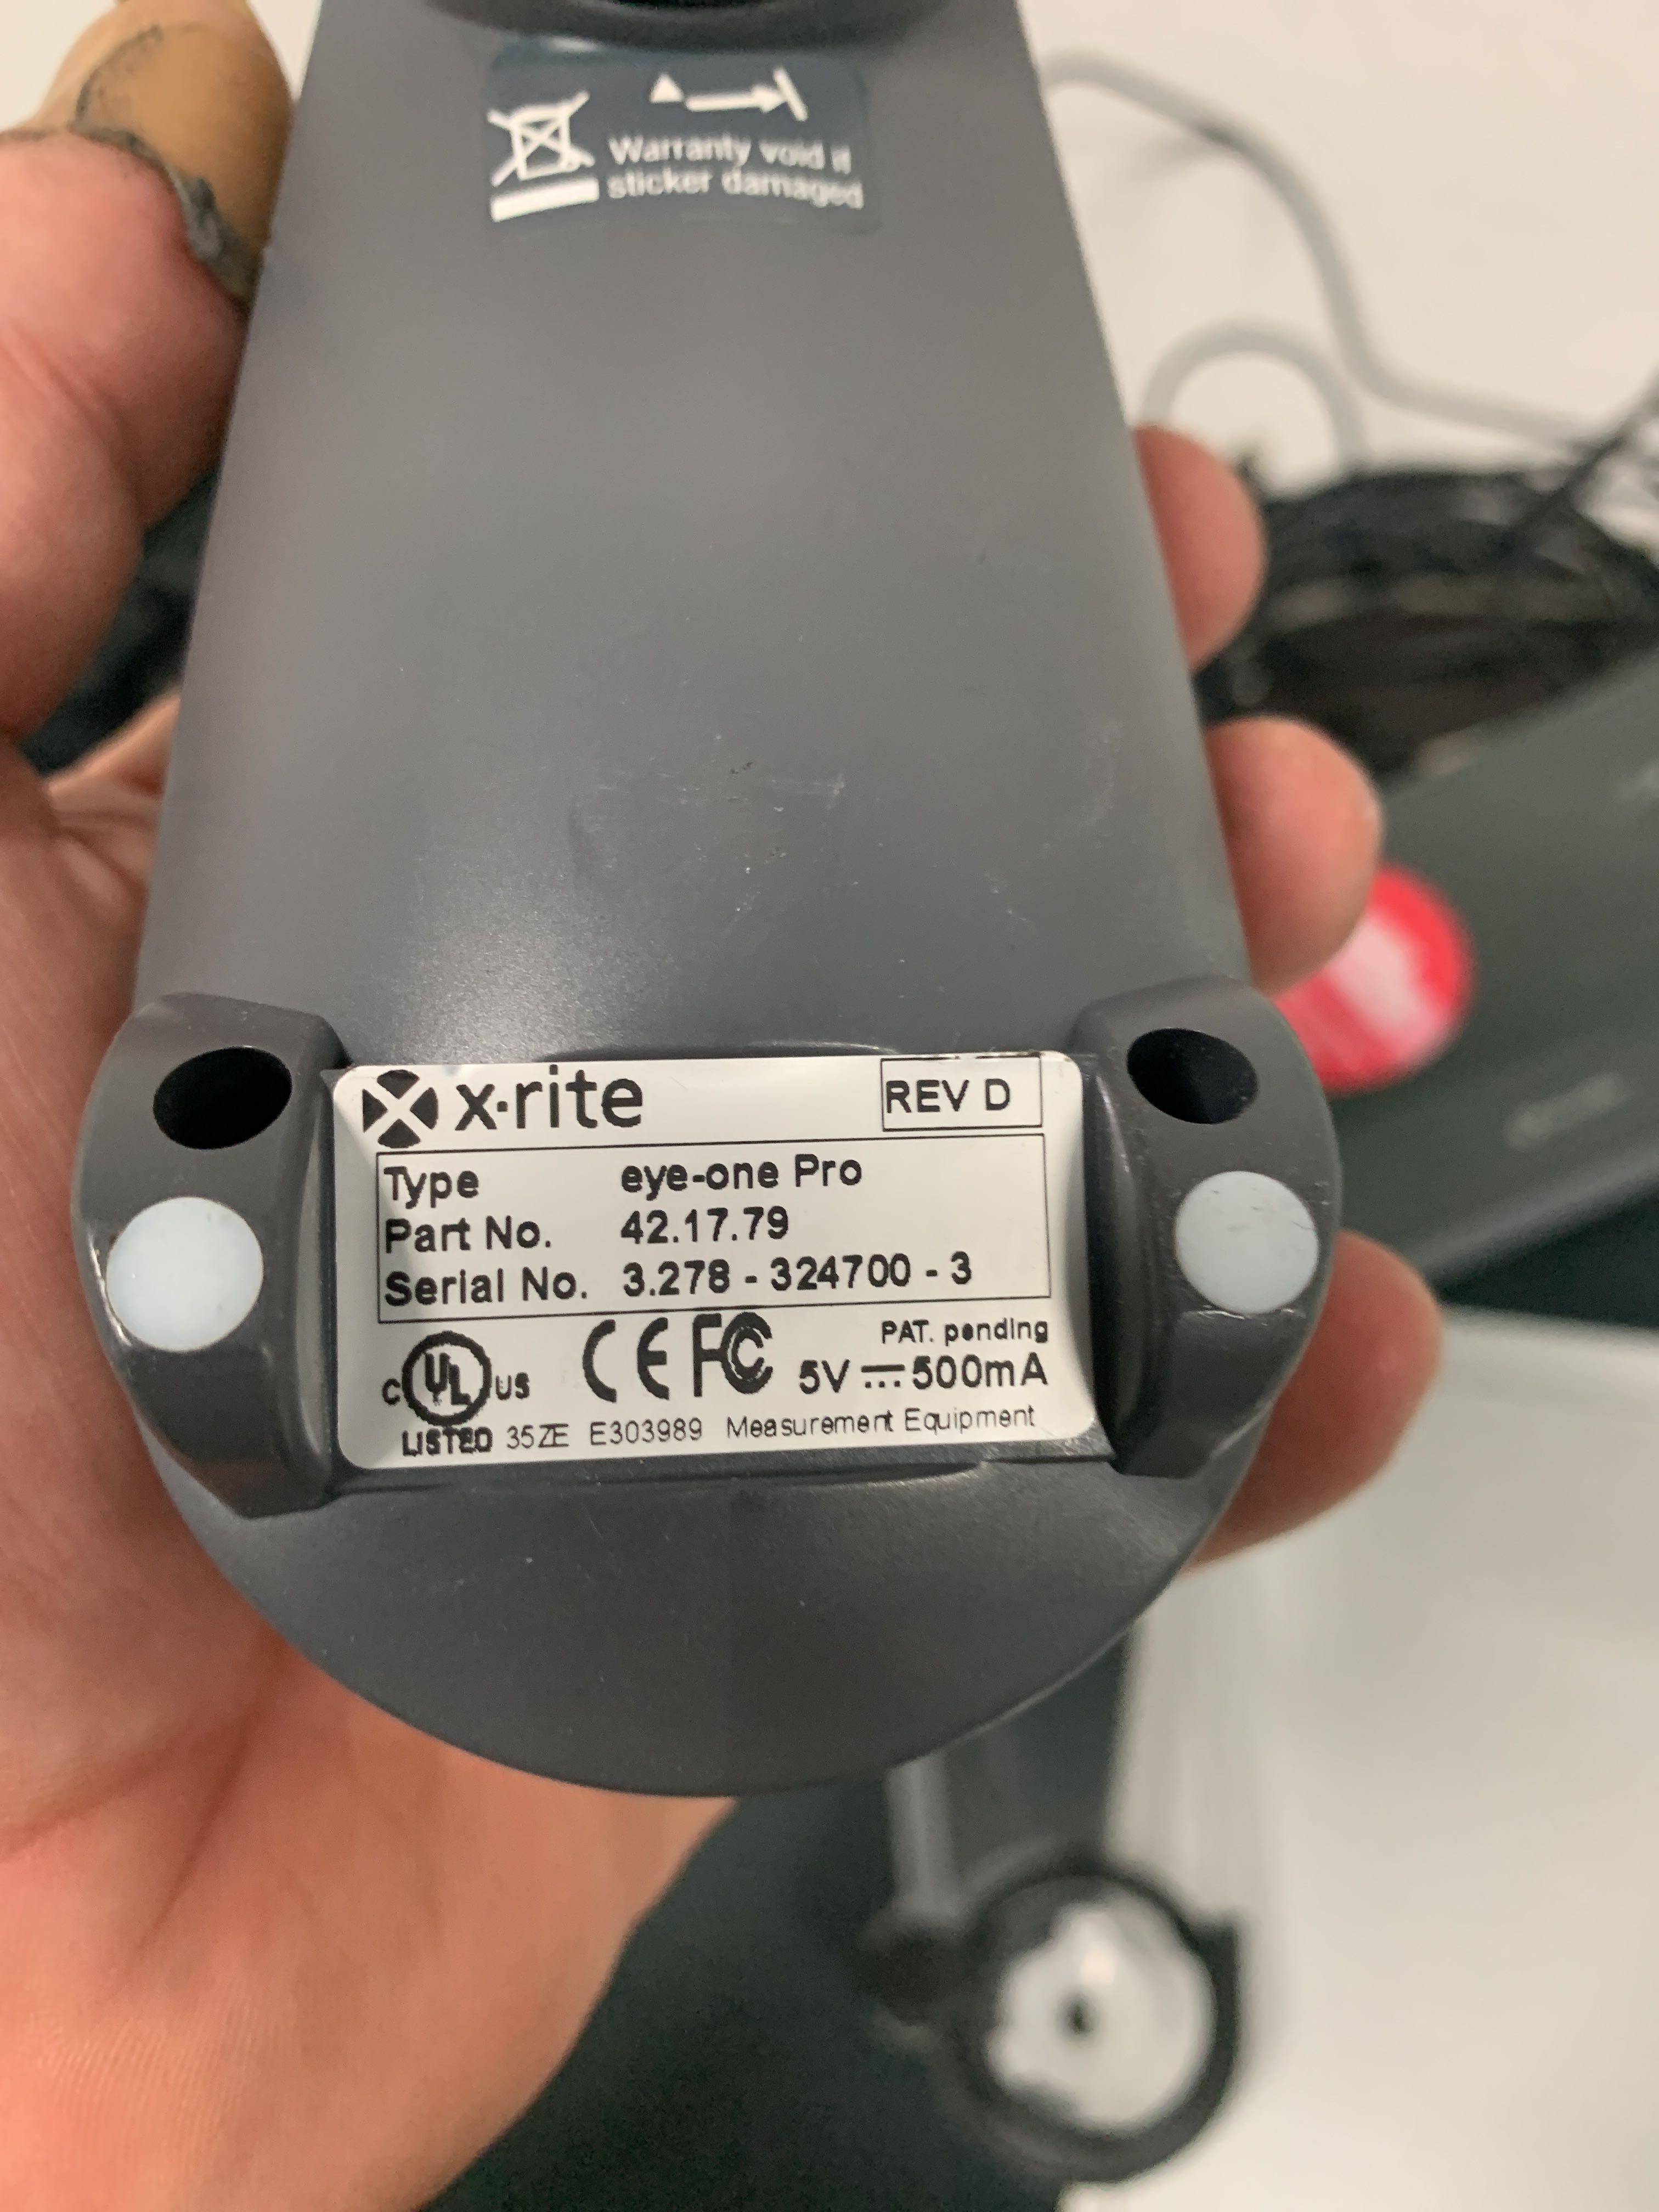 Warranty void if
sticker damaged
x·rite
REV D
Type eye-one Pro
Part No. 42.17.79
Serial No. 3.278 - 324700 - 3
PAT. pending
C UL US CE FC 5V ⎓ 500mA
LISTED 35ZE E303989 Measurement Equipment